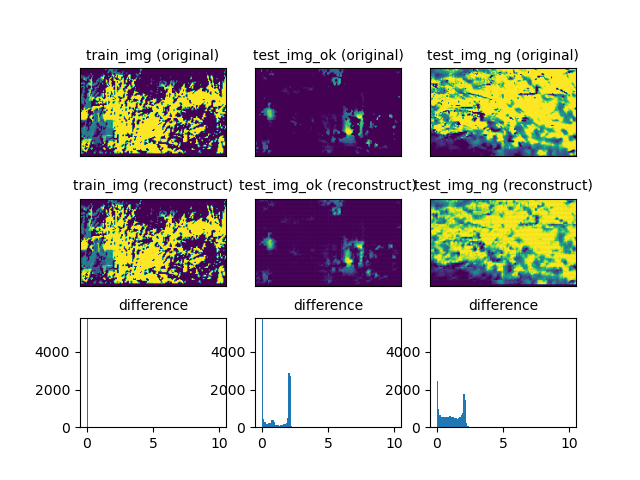 train_img (original) test_img_ok (original) test_img_ng (original)
train_img (reconstruct) test_img_ok (reconstruct) test_img_ng (reconstruct)
difference difference difference
4000 4000 4000
2000 2000 2000
0 0 0
0 5 10 0 5 10 0 5 10